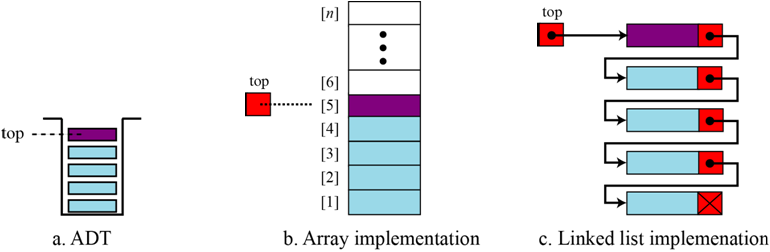 top
a. ADT
[n]
[6]
top
[5]
[4]
[3]
[2]
[1]
b. Array implementation
top
c. Linked list implemenation